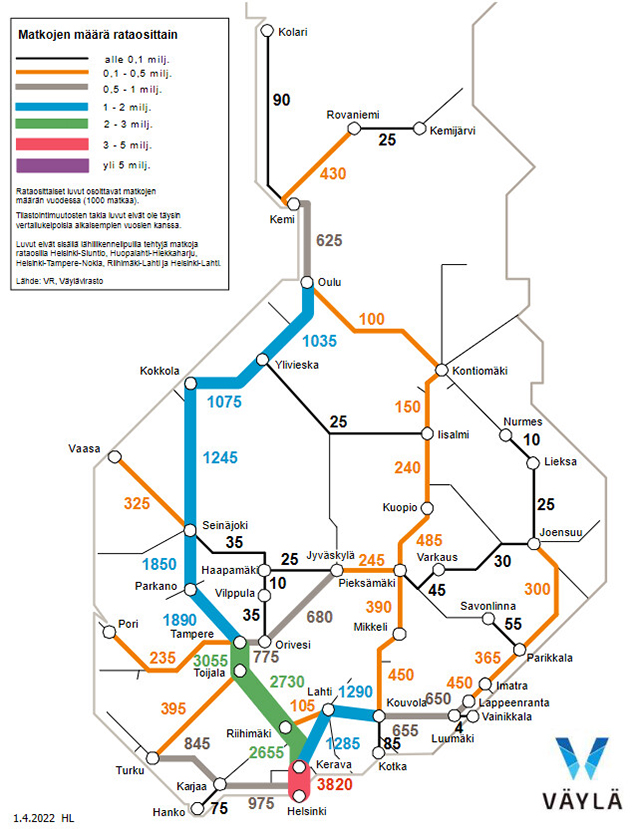 Matkojen määrä rataosittain
alle 0,1 milj.
0,1 - 0,5 milj.
0,5 - 1 milj.
1 - 2 milj.
2 - 3 milj.
3 - 5 milj.
yli 5 milj.
Rataosittaiset luvut osoittavat matkojen
määrän vuodessa (1000 matkaa).
Tilastointimuutosten takia luvut eivät ole täysin
vertailukelpoisia aikaisempien vuosien kanssa.
Luvut eivät sisällä lähiliikennelipuilla tehtyjä matkoja
rataosilla Helsinki-Siuntio, Huopalahti-Hiekkaharju,
Helsinki-Tampere-Nokia, Riihimäki-Lahti ja Helsinki-Lahti.
Lähde: VR, Väylävirasto
Kolari
90
Rovaniemi
Kemijärvi
25
430
Kemi
625
Oulu
100
1035
Ylivieska
Kokkola
Kontiomäki
1075
150
Nurmes
25
10
Iisalmi
Vaasa
1245
240
Lieksa
325
25
Kuopio
Seinäjoki
Joensuu
35
485
1850
Haapamäki
25
Jyväskylä
245
Varkaus
30
Parkano
10
Pieksämäki
45
300
Vilppula
1890
35
680
390
Savonlinna
Pori
Tampere
Mikkeli
55
Orivesi
775
Parikkala
235
3055
365
Toijala
2730
450
Imatra
450
Lahti
1290
Kouvola
650
Lappeenranta
395
105
Vainikkala
Riihimäki
655
4
Luumäki
845
2655
1285
85
Turku
Kerava
Kotka
Karjaa
3820
Hanko
75
975
Helsinki
VÄYLÄ
1.4.2022 HL